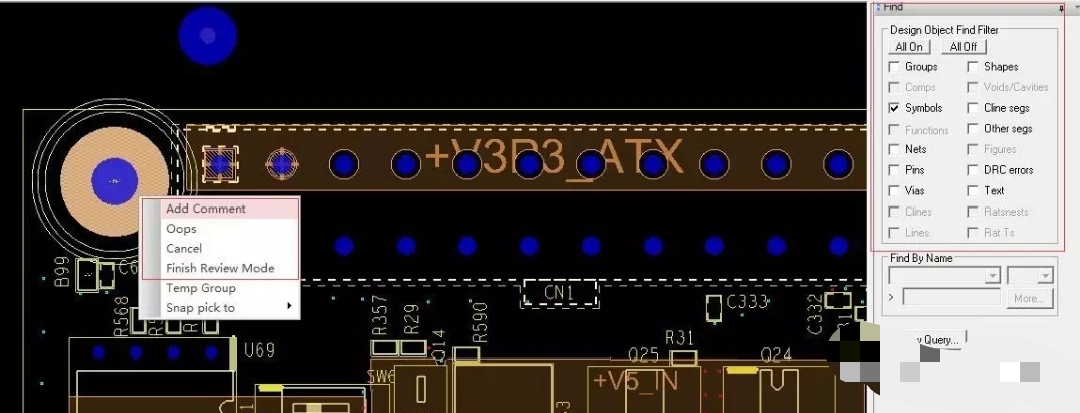 Find
Design Object Find Filter
All On All Off
Groups Shapes
Comps Voids/Cavities
Symbols Cline segs
Functions Other segs
Nets Figures
Pins DRC errors
Vias Text
Clines Ratsnests
Lines Rat Ts
Find By Name
>
More...
Query...
+V3P3_ATX
Add Comment
Oops
Cancel
Finish Review Mode
Temp Group
Snap pick to
B99
R568
U69
R357
R29
R590
CN1
C333
C332
R31
Q14
Q25
Q24
+V5_IN